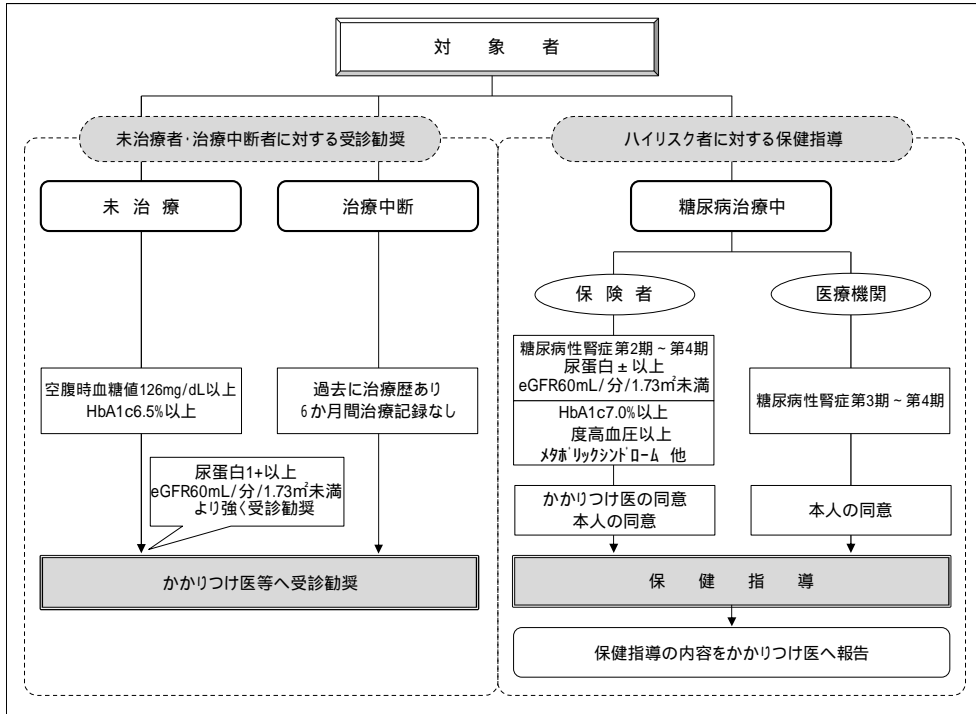 対 象 者
未治療者・治療中断者に対する受診勧奨
ハイリスク者に対する保健指導
未 治 療
治療中断
糖尿病治療中
保 険 者
医療機関
空腹時血糖値126mg/dL以上
HbA1c6.5%以上
過去に治療歴あり
6か月間治療記録なし
糖尿病性腎症第2期~第4期
尿蛋白±以上
eGFR60mL/分/1.73㎡未満
HbA1c7.0%以上
度高血圧以上
メタボリックシンドローム 他
糖尿病性腎症第3期~第4期
尿蛋白1+以上
eGFR60mL/分/1.73㎡未満
より強く受診勧奨
かかりつけ医の同意
本人の同意
本人の同意
かかりつけ医等へ受診勧奨
保 健 指 導
保健指導の内容をかかりつけ医へ報告